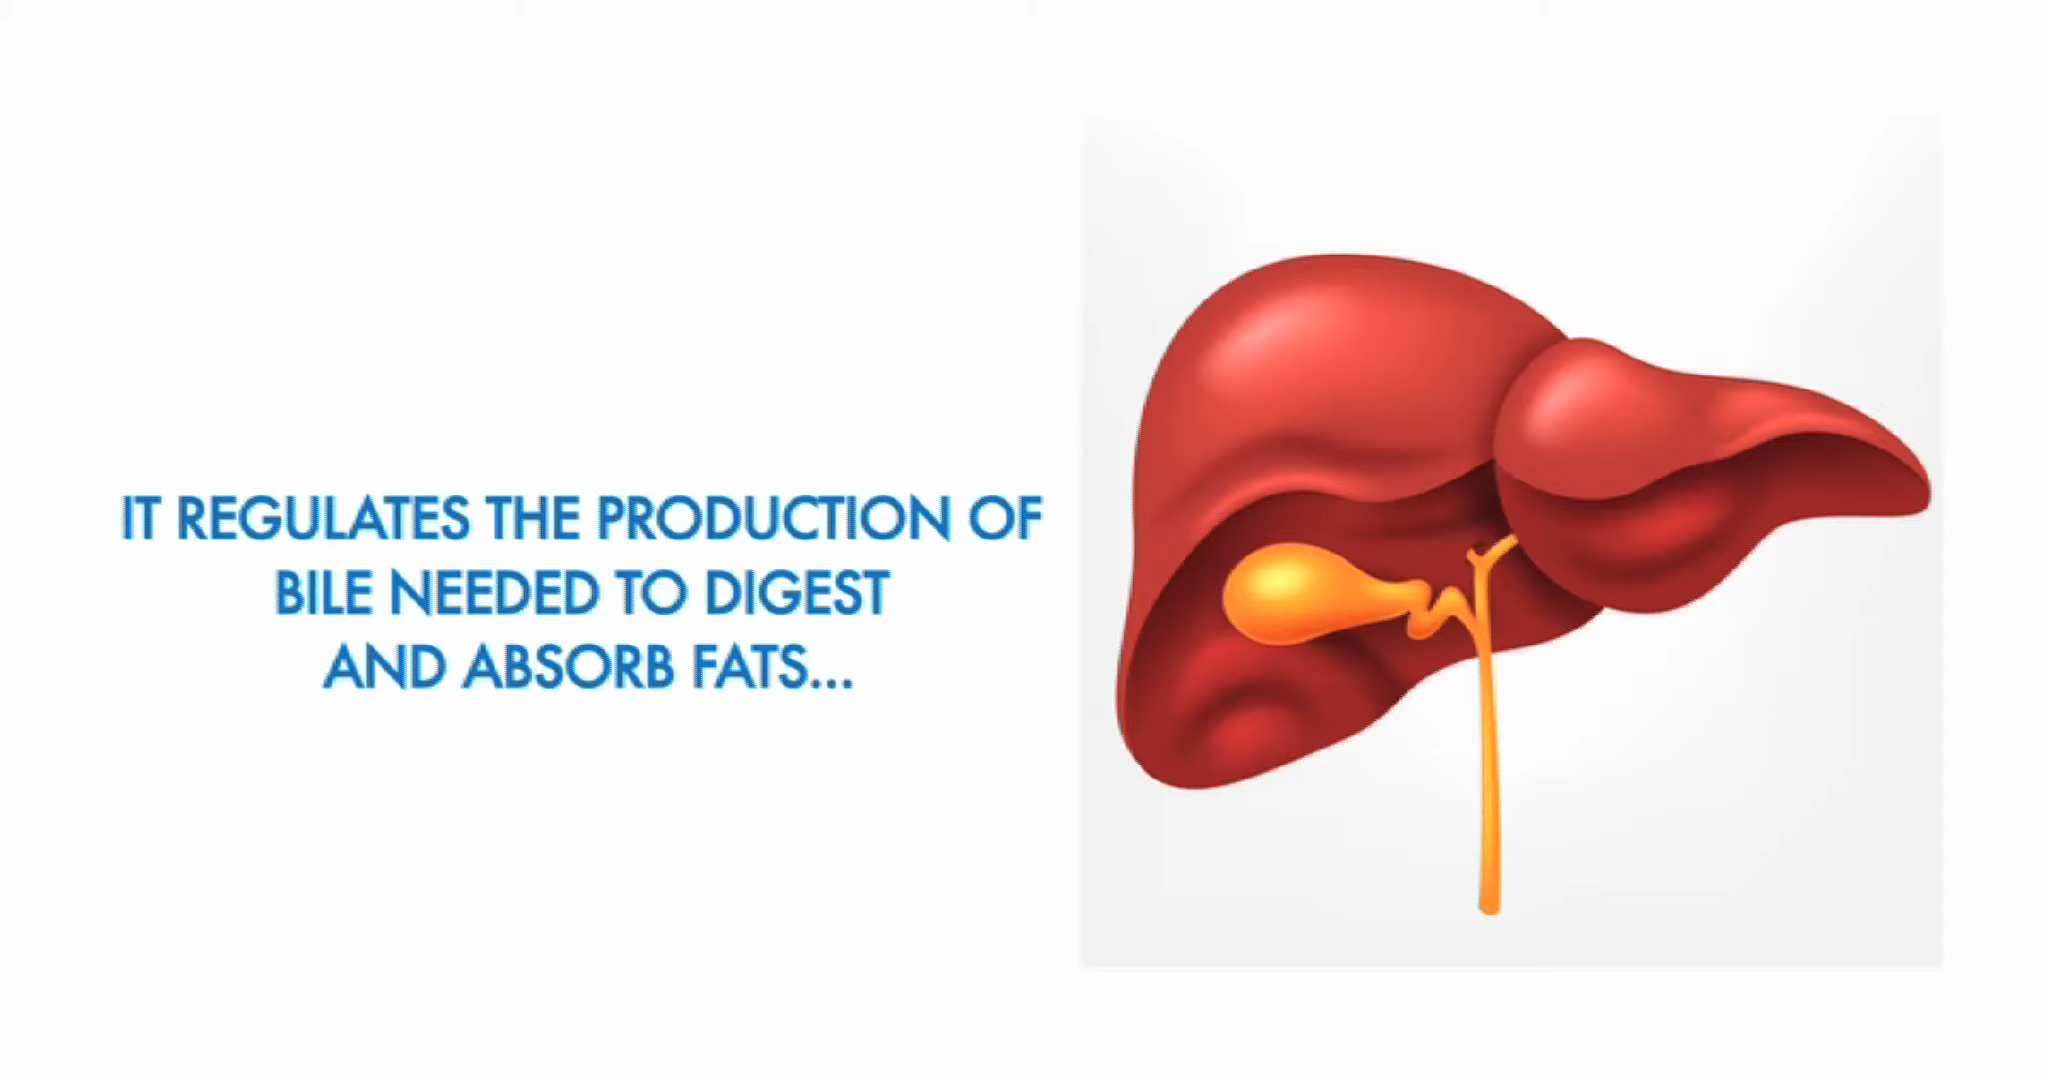 IT REGULATES THE PRODUCTION OF
BILE NEEDED TO DIGEST
AND ABSORB FATS...